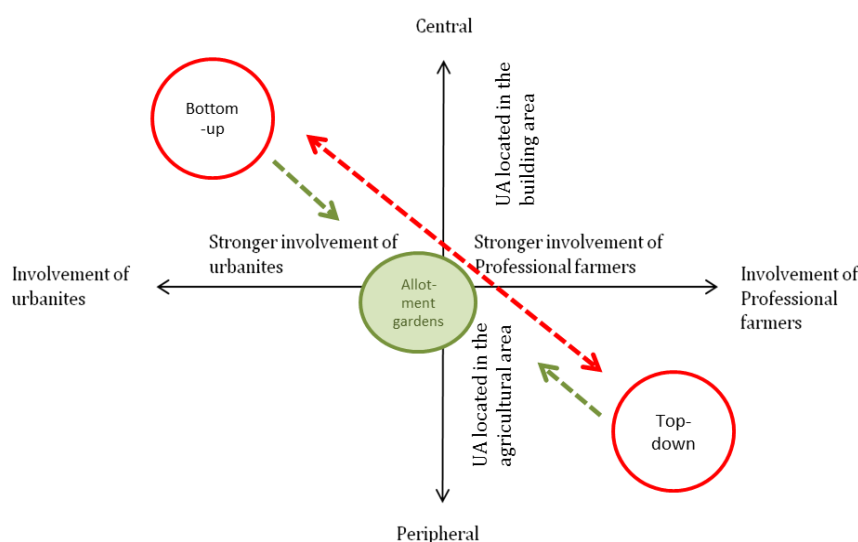 Central
Bottom
-up
UA located in the
building area
Stronger involvement of
urbanites
Stronger involvement of
Professional farmers
Involvement of
urbanites
Allot-
ment
gardens
Involvement of
Professional
farmers
UA located in the
agricultural area
Top-
down
Peripheral